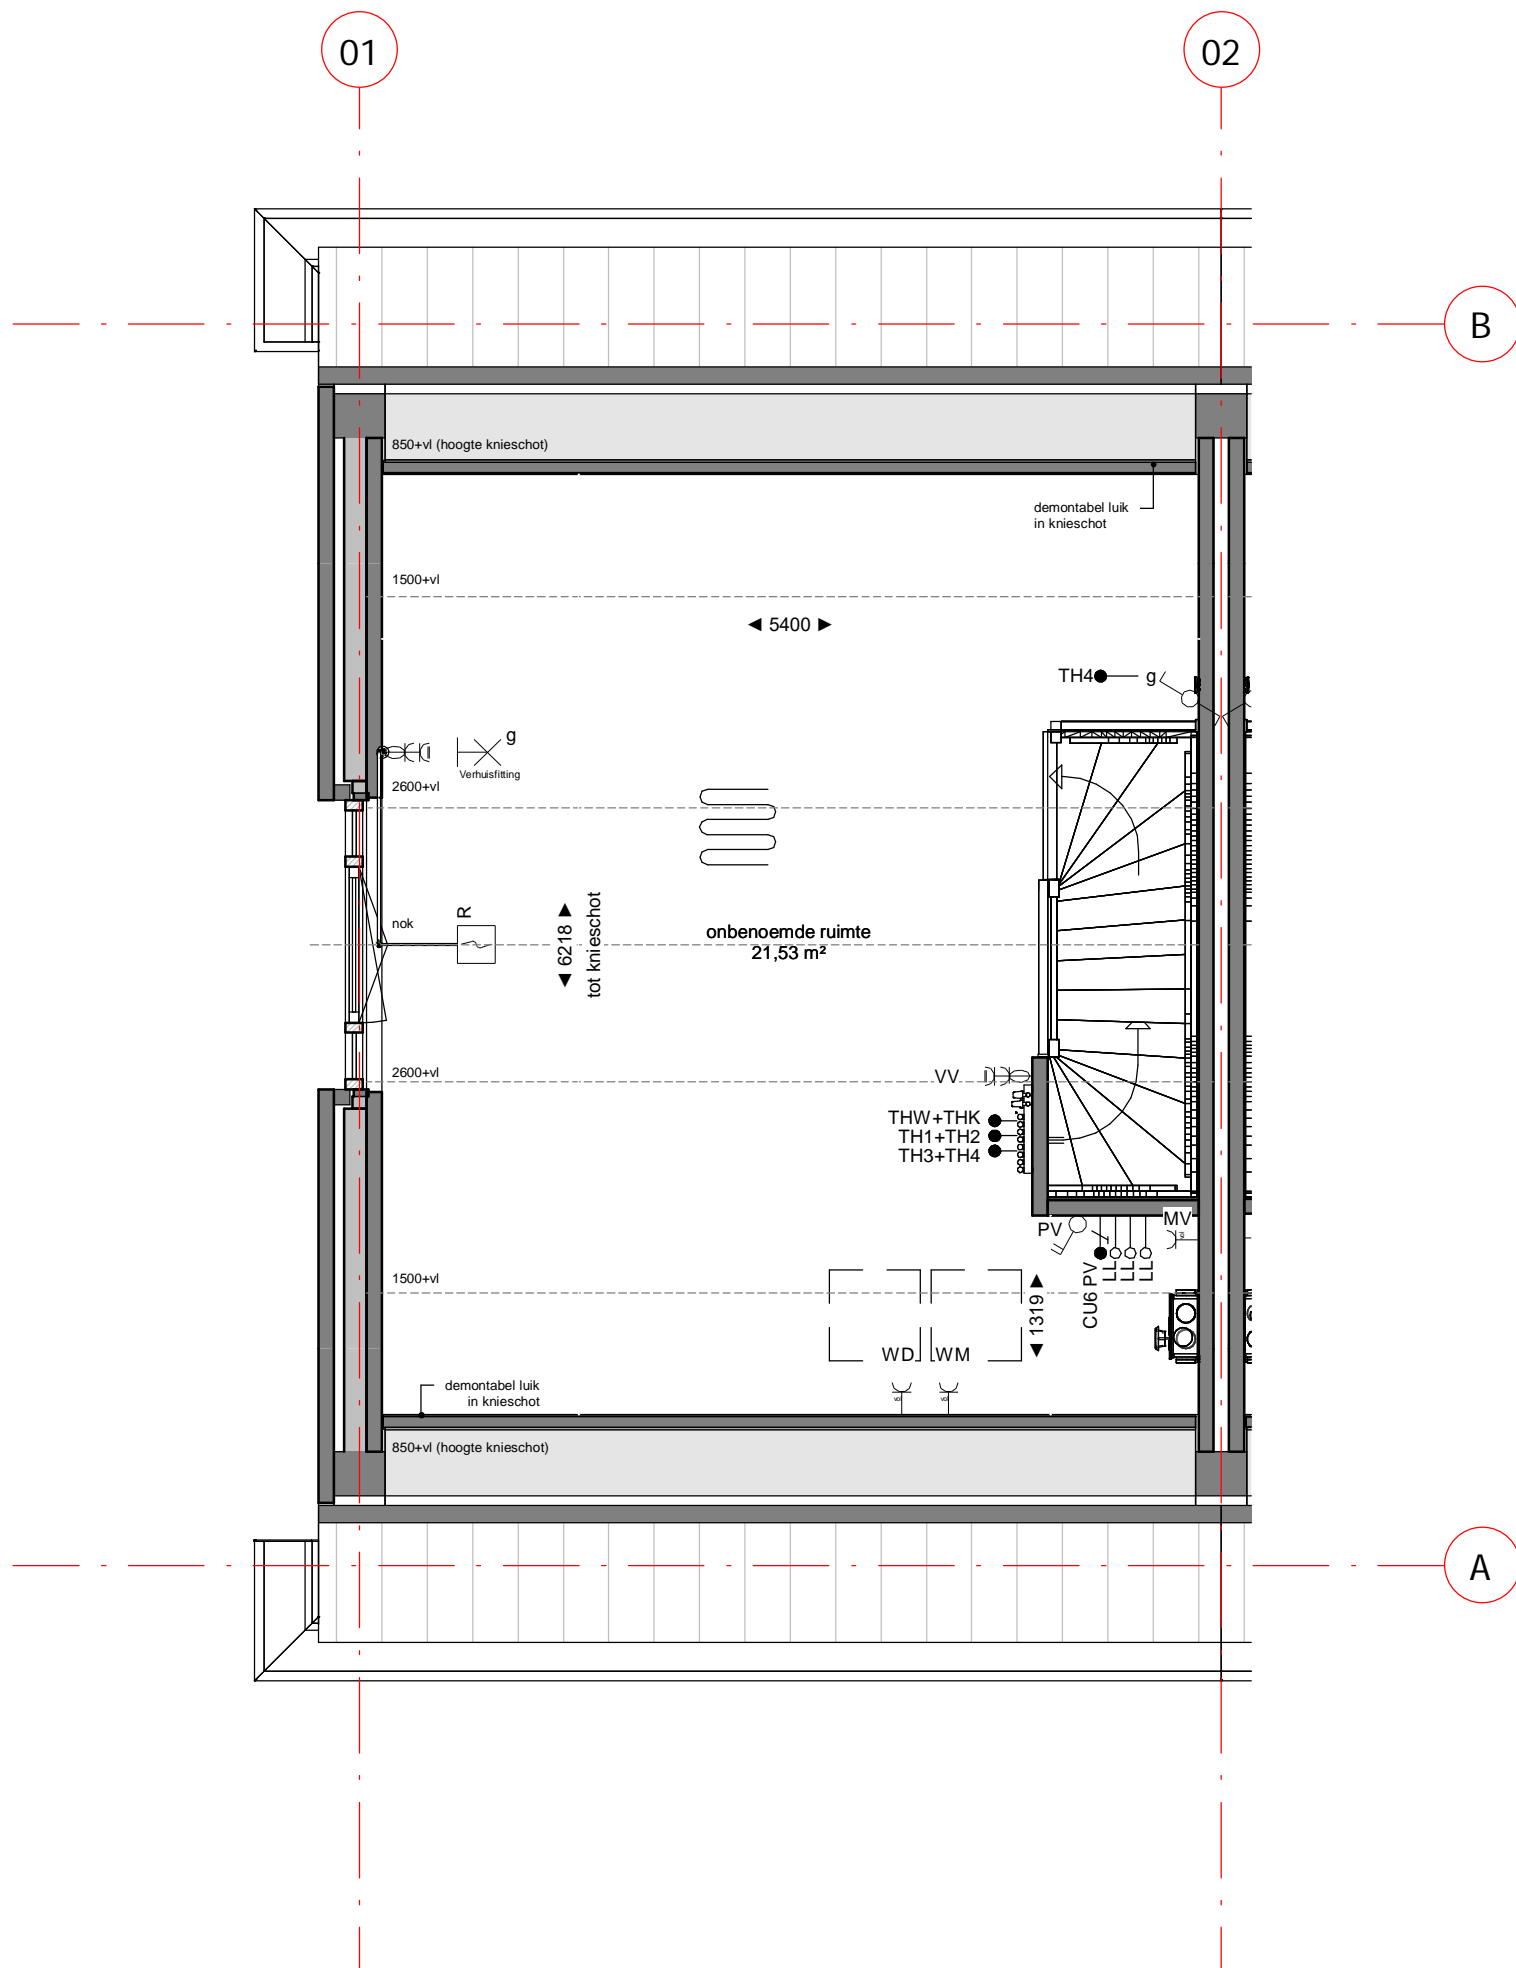 01
02
B
850+vl (hoogte knieschot)
demontabel luik
in knieschot
1500+vl
◄ 5400 ►
TH4
g
g
Verhuisfitting
2600+vl
nok
R
◄ 6218 ►
tot knieschot
onbenoemde ruimte
21,53 m²
2600+vl
VV
THW+THK
TH1+TH2
TH3+TH4
PV
MV
CU6 PV
LL
LL
LL
1500+vl
◄ 1319 ►
WD
WM
demontabel luik
in knieschot
850+vl (hoogte knieschot)
A